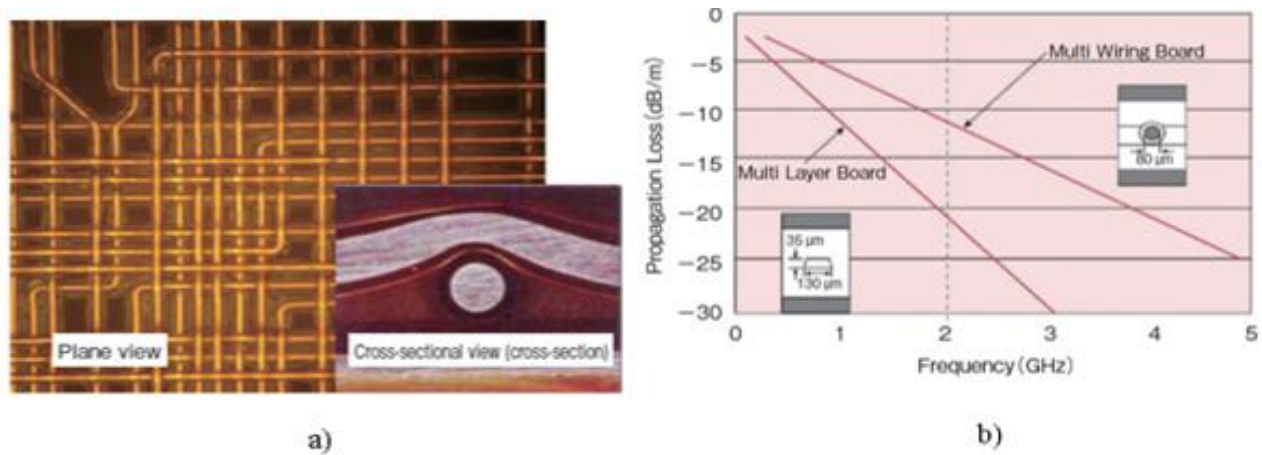 Plane view
Cross-sectional view (cross-section)
a)
b)
Propagation Loss (dB/m)
0
−5
−10
−15
−20
−25
−30
Multi Wiring Board
80 μm
Multi Layer Board
35 μm
130 μm
0 1 2 3 4 5
Frequency (GHz)